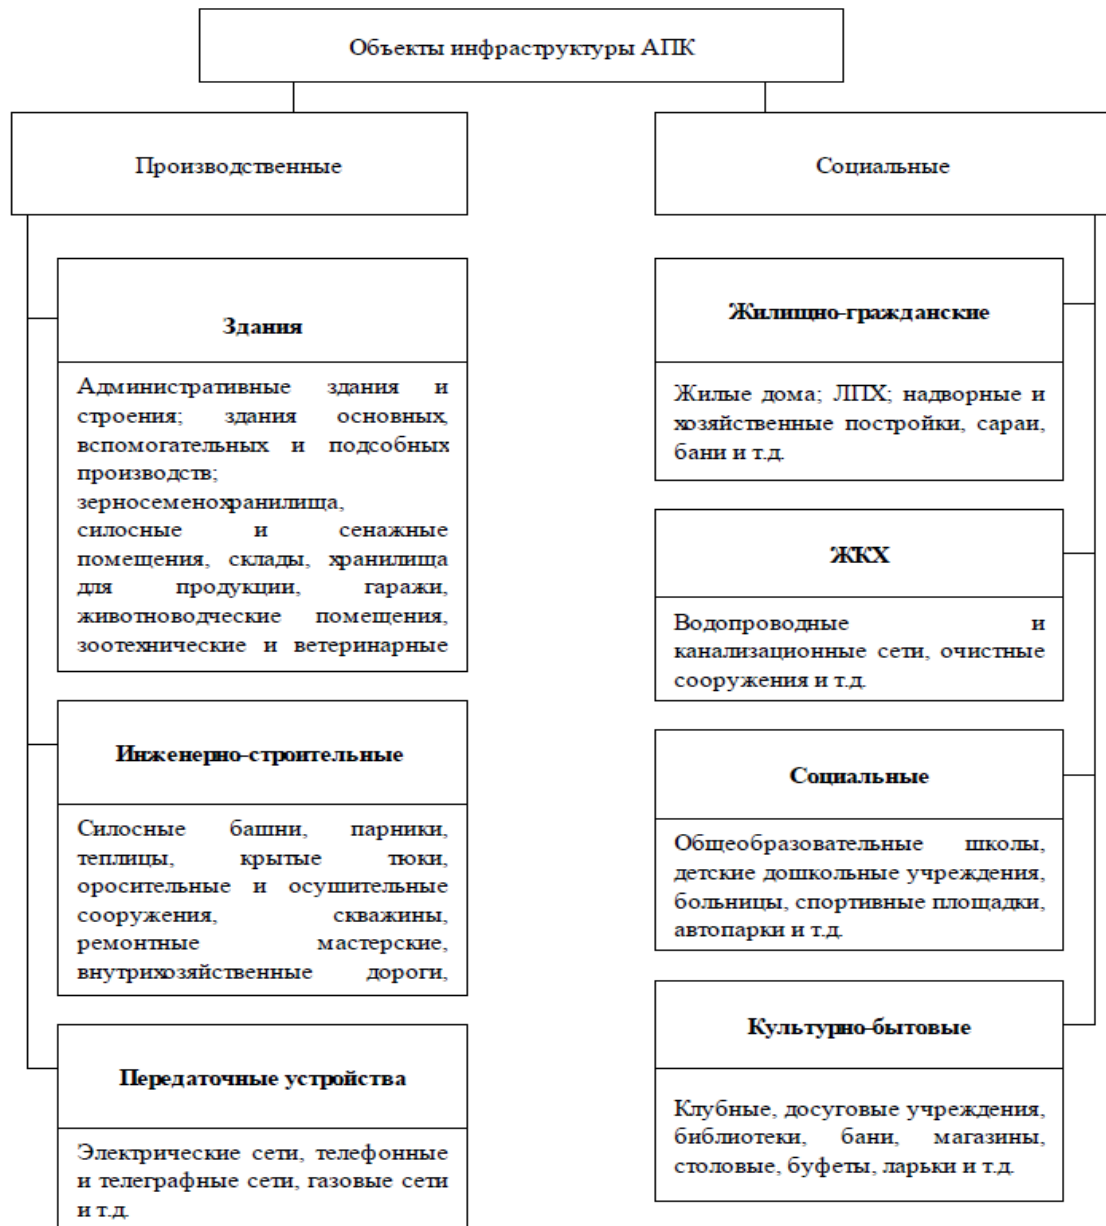 Объекты инфраструктуры АПК
Производственные
Здания
Административные здания и
строения; здания основных,
вспомогательных и подсобных
производств;
зерносеменохранилища,
силосные и сенажные
помещения, склады, хранилища
для продукции, гаражи,
животноводческие помещения,
зоотехнические и ветеринарные
Инженерно-строительные
Силосные башни, парники,
теплицы, крытые тюки,
оросительные и осушительные
сооружения, скважины,
ремонтные мастерские,
внутрихозяйственные дороги,
Передаточные устройства
Электрические сети, телефонные
и телеграфные сети, газовые сети
и т.д.
Социальные
Жилищно-гражданские
Жилые дома; ЛПХ; надворные и
хозяйственные постройки, сараи,
бани и т.д.
ЖКХ
Водопроводные и
канализационные сети, очистные
сооружения и т.д.
Социальные
Общеобразовательные школы,
детские дошкольные учреждения,
больницы, спортивные площадки,
автопарки и т.д.
Культурно-бытовые
Клубные, досуговые учреждения,
библиотеки, бани, магазины,
столовые, буфеты, ларьки и т.д.